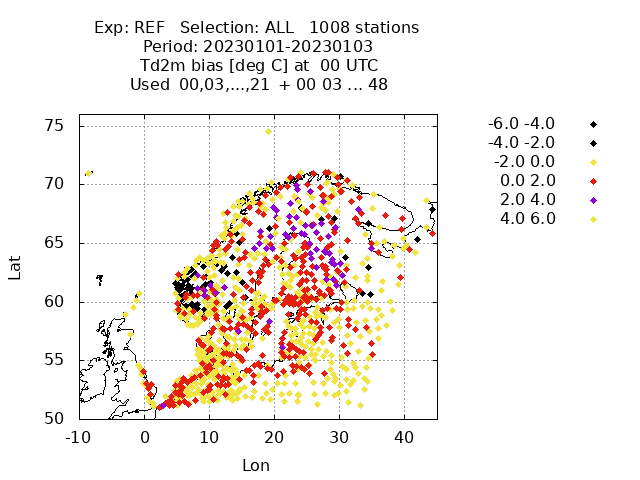 Exp: REF   Selection: ALL   1008 stations
Period: 20230101-20230103
Td2m bias [deg C] at  00 UTC
Used  00,03,...,21  + 00 03 ... 48
-6.0 -4.0
-4.0 -2.0
-2.0 0.0
0.0 2.0
2.0 4.0
4.0 6.0
75
70
65
60
55
50
Lat
-10 0 10 20 30 40
Lon